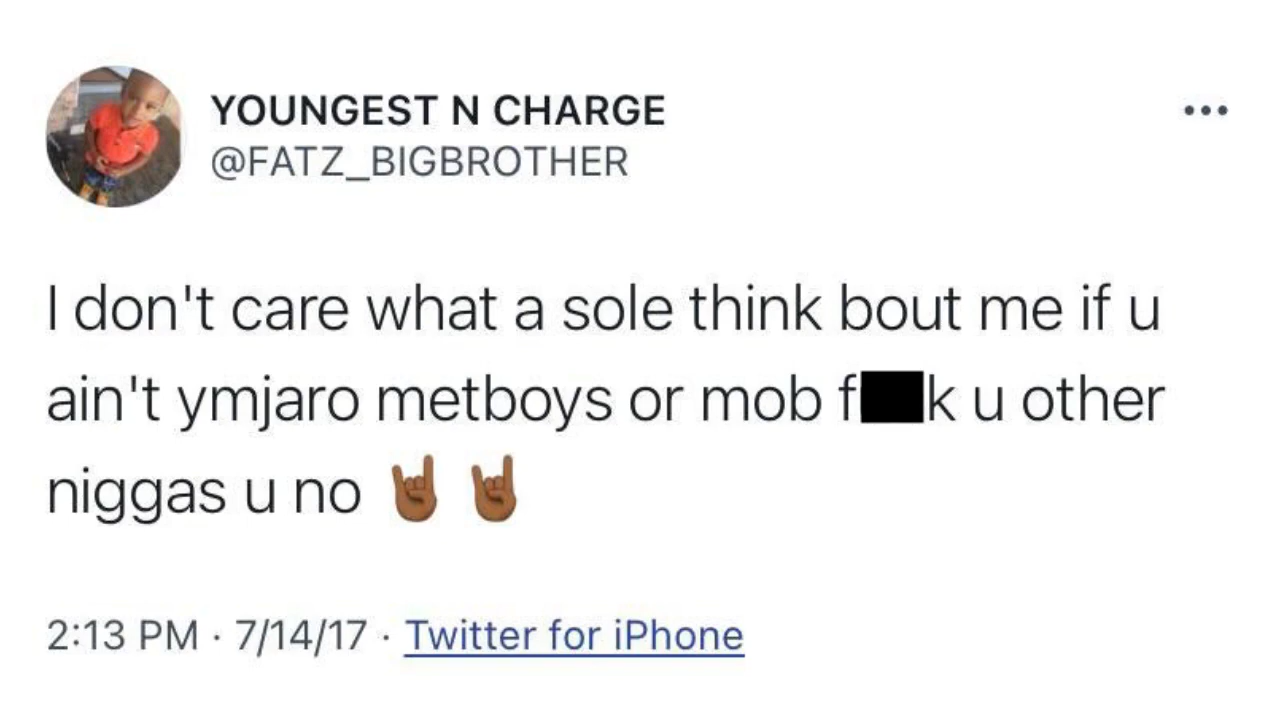 YOUNGEST N CHARGE
@FATZ_BIGBROTHER
I don't care what a sole think bout me if u
ain't ymjaro metboys or mob f██k u other
niggas u no 🤘🏾 🤘🏾
2:13 PM · 7/14/17 · Twitter for iPhone